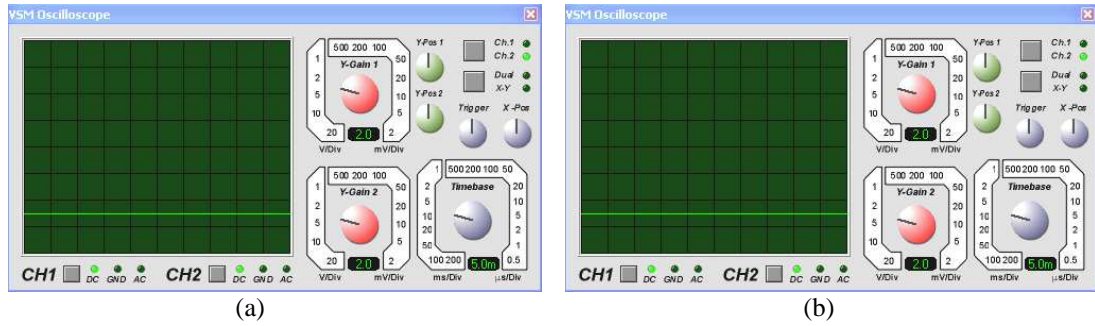 VSM Oscilloscope
500 200 100
Y-Gain 1
1
2
5
10
20
50
20
10
5
2
2.0
V/Div
mV/Div
Y-Pos 1
Y-Pos 2
Ch.1
Ch.2
Dual
X-Y
Trigger
X-Pos
500 200 100
Y-Gain 2
1
2
5
10
20
50
20
10
5
2
2.0
V/Div
mV/Div
500 200 100 50
Timebase
1
2
5
10
20
50
100 200
20
10
5
2
1
0.5
5.0m
ms/Div
µs/Div
CH1
DC GND AC
CH2
DC GND AC
(a)
VSM Oscilloscope
500 200 100
Y-Gain 1
1
2
5
10
20
50
20
10
5
2
2.0
V/Div
mV/Div
Y-Pos 1
Y-Pos 2
Ch.1
Ch.2
Dual
X-Y
Trigger
X-Pos
500 200 100
Y-Gain 2
1
2
5
10
20
50
20
10
5
2
2.0
V/Div
mV/Div
500 200 100 50
Timebase
1
2
5
10
20
50
100 200
20
10
5
2
1
0.5
5.0m
ms/Div
µs/Div
CH1
DC GND AC
CH2
DC GND AC
(b)